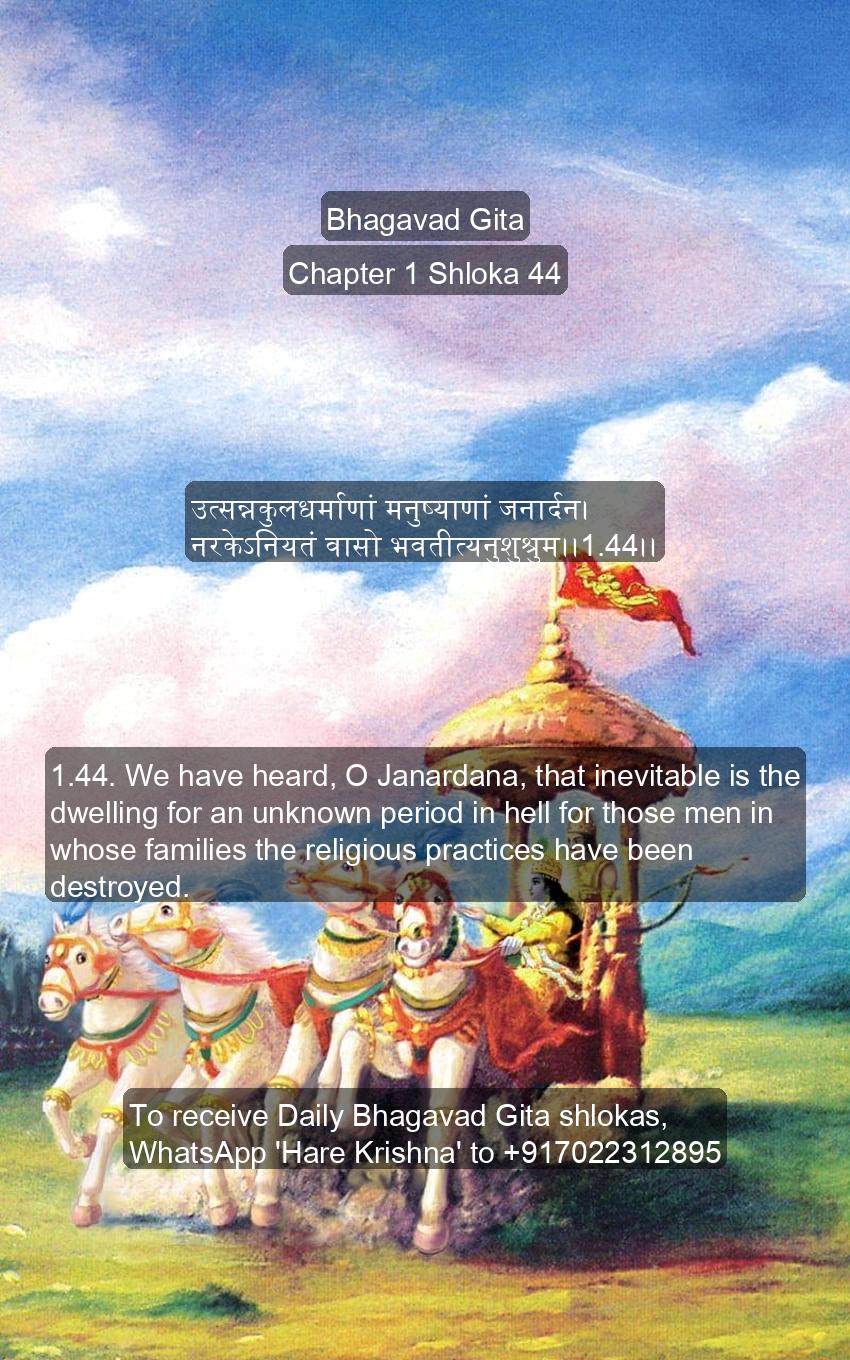 Bhagavad Gita
Chapter 1 Shloka 44
उत्सन्नकुलधर्माणां मनुष्याणां जनार्दन।
नरकेऽनियतं वासो भवतीत्यनुशुश्रुम।।1.44।।
1.44. We have heard, O Janardana, that inevitable is the
dwelling for an unknown period in hell for those men in
whose families the religious practices have been
destroyed.
To receive Daily Bhagavad Gita shlokas,
WhatsApp 'Hare Krishna' to +917022312895